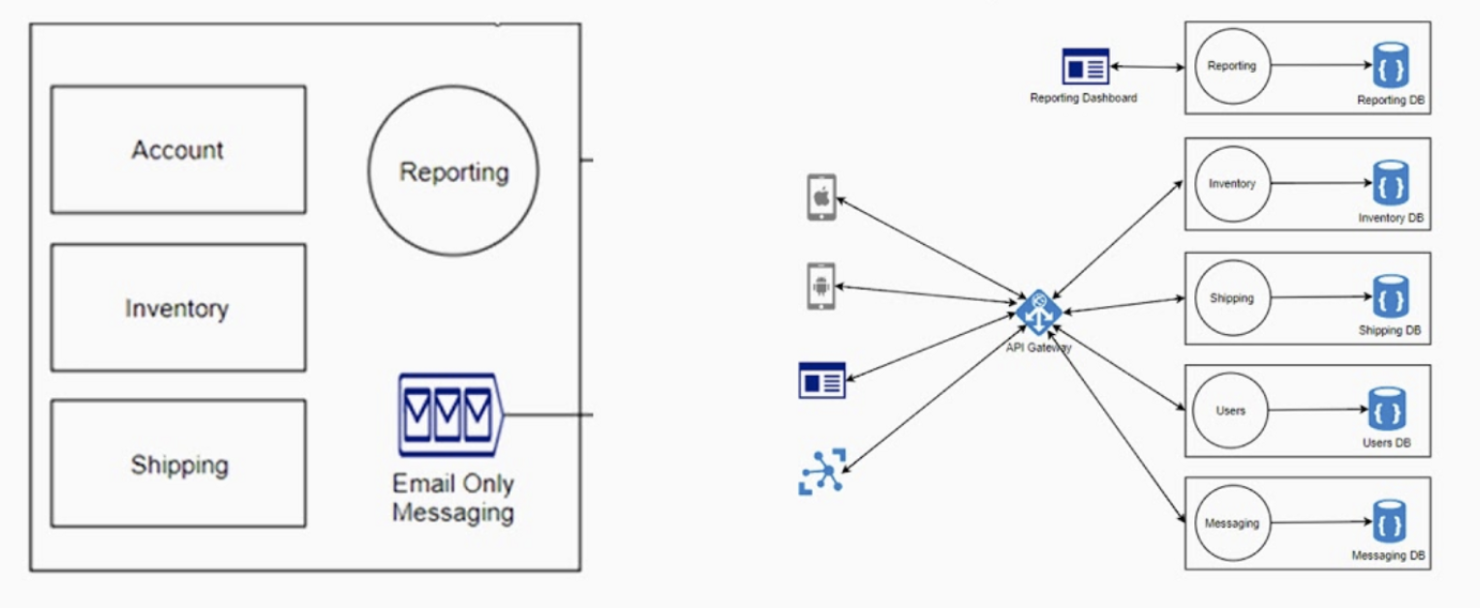 Account
Reporting
Inventory
Shipping
Email Only
Messaging
Reporting Dashboard
Reporting
Reporting DB
Inventory
Inventory DB
Shipping
Shipping DB
API Gateway
Users
Users DB
Messaging
Messaging DB